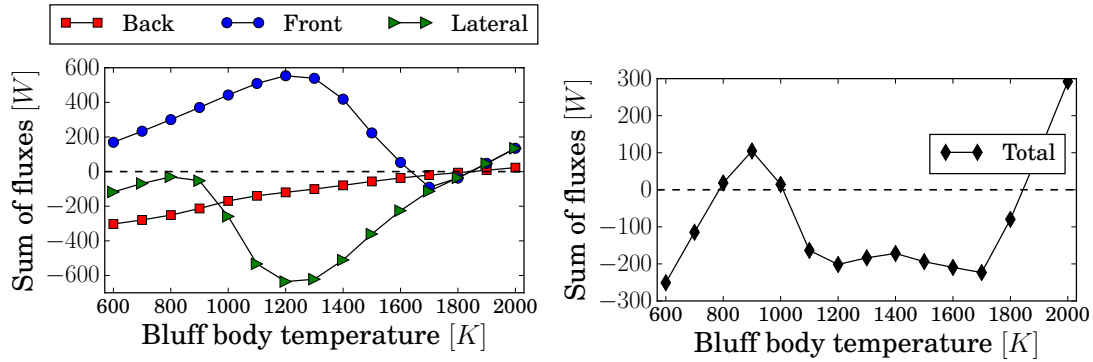 Back Front Lateral
600
400
200
0
−200
−400
−600
Sum of fluxes [W]
600 800 1000 1200 1400 1600 1800 2000
Bluff body temperature [K]
300
200
100
0
−100
−200
−300
Sum of fluxes [W]
Total
600 800 1000 1200 1400 1600 1800 2000
Bluff body temperature [K]